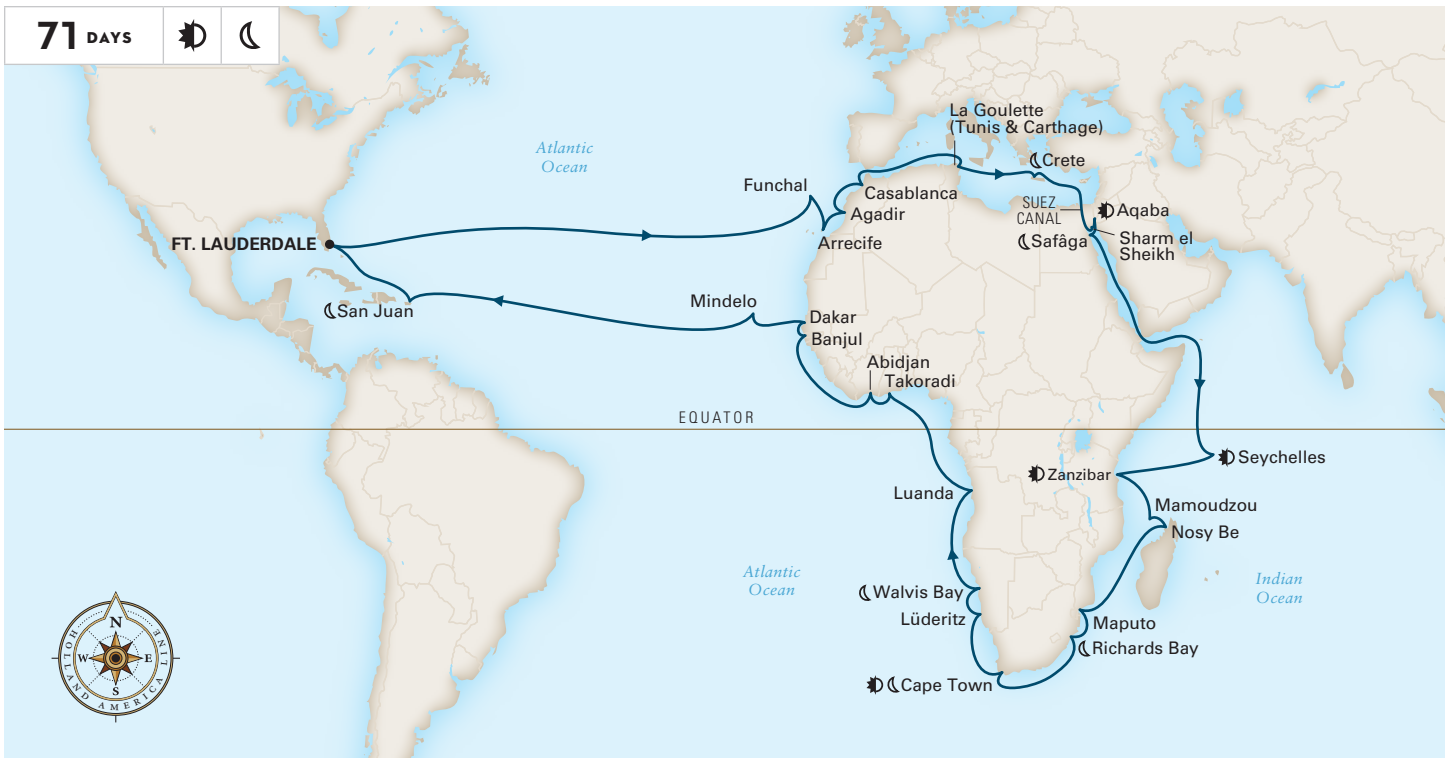 71 DAYS
Atlantic
Ocean
La Goulette
(Tunis & Carthage)
Crete
Funchal
Casablanca
Agadir
Arrecife
SUEZ
CANAL
Aqaba
Sharm el
Sheikh
Safâga
FT. LAUDERDALE
San Juan
Mindelo
Dakar
Banjul
Abidjan
Takoradi
EQUATOR
Seychelles
Zanzibar
Luanda
Mamoudzou
Nosy Be
Atlantic
Ocean
Indian
Ocean
Walvis Bay
Lüderitz
Maputo
Richards Bay
Cape Town
N
W
E
S
HOLLAND AMERICA LINE